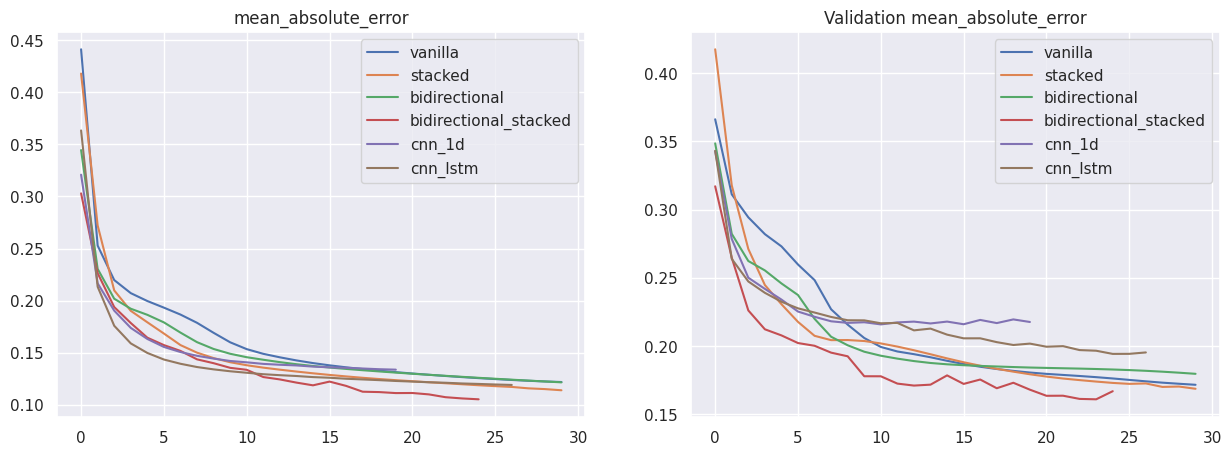 mean_absolute_error
0.45
0.40
0.35
0.30
0.25
0.20
0.15
0.10
0 5 10 15 20 25 30
vanilla
stacked
bidirectional
bidirectional_stacked
cnn_1d
cnn_lstm
Validation mean_absolute_error
0.40
0.35
0.30
0.25
0.20
0.15
0 5 10 15 20 25 30
vanilla
stacked
bidirectional
bidirectional_stacked
cnn_1d
cnn_lstm